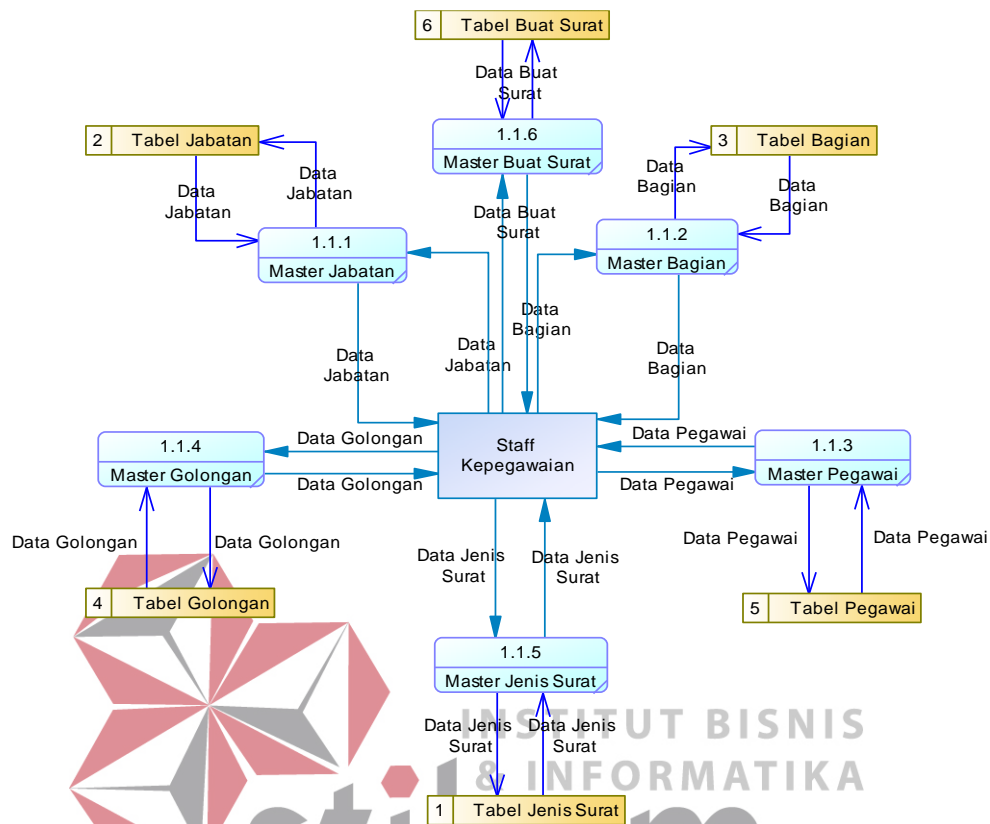 6 Tabel Buat Surat
Data Buat
Surat
2 Tabel Jabatan
1.1.6
Master Buat Surat
3 Tabel Bagian
Data
Jabatan
Data
Jabatan
Data
Bagian
Data
Bagian
Data Buat
Surat
1.1.1
Master Jabatan
1.1.2
Master Bagian
Data
Bagian
Data
Jabatan
Data
Jabatan
Data
Bagian
Staff
Kepegawaian
1.1.4
Master Golongan
Data Golongan
Data Golongan
Data Pegawai
Data Pegawai
1.1.3
Master Pegawai
Data Golongan
Data Golongan
Data Pegawai
Data Pegawai
Data Jenis
Surat
Data Jenis
Surat
4 Tabel Golongan
5 Tabel Pegawai
1.1.5
Master Jenis Surat
Data Jenis
Surat
Data Jenis
Surat
INSTITUT BISNIS
& INFORMATIKA
1 Tabel Jenis Surat